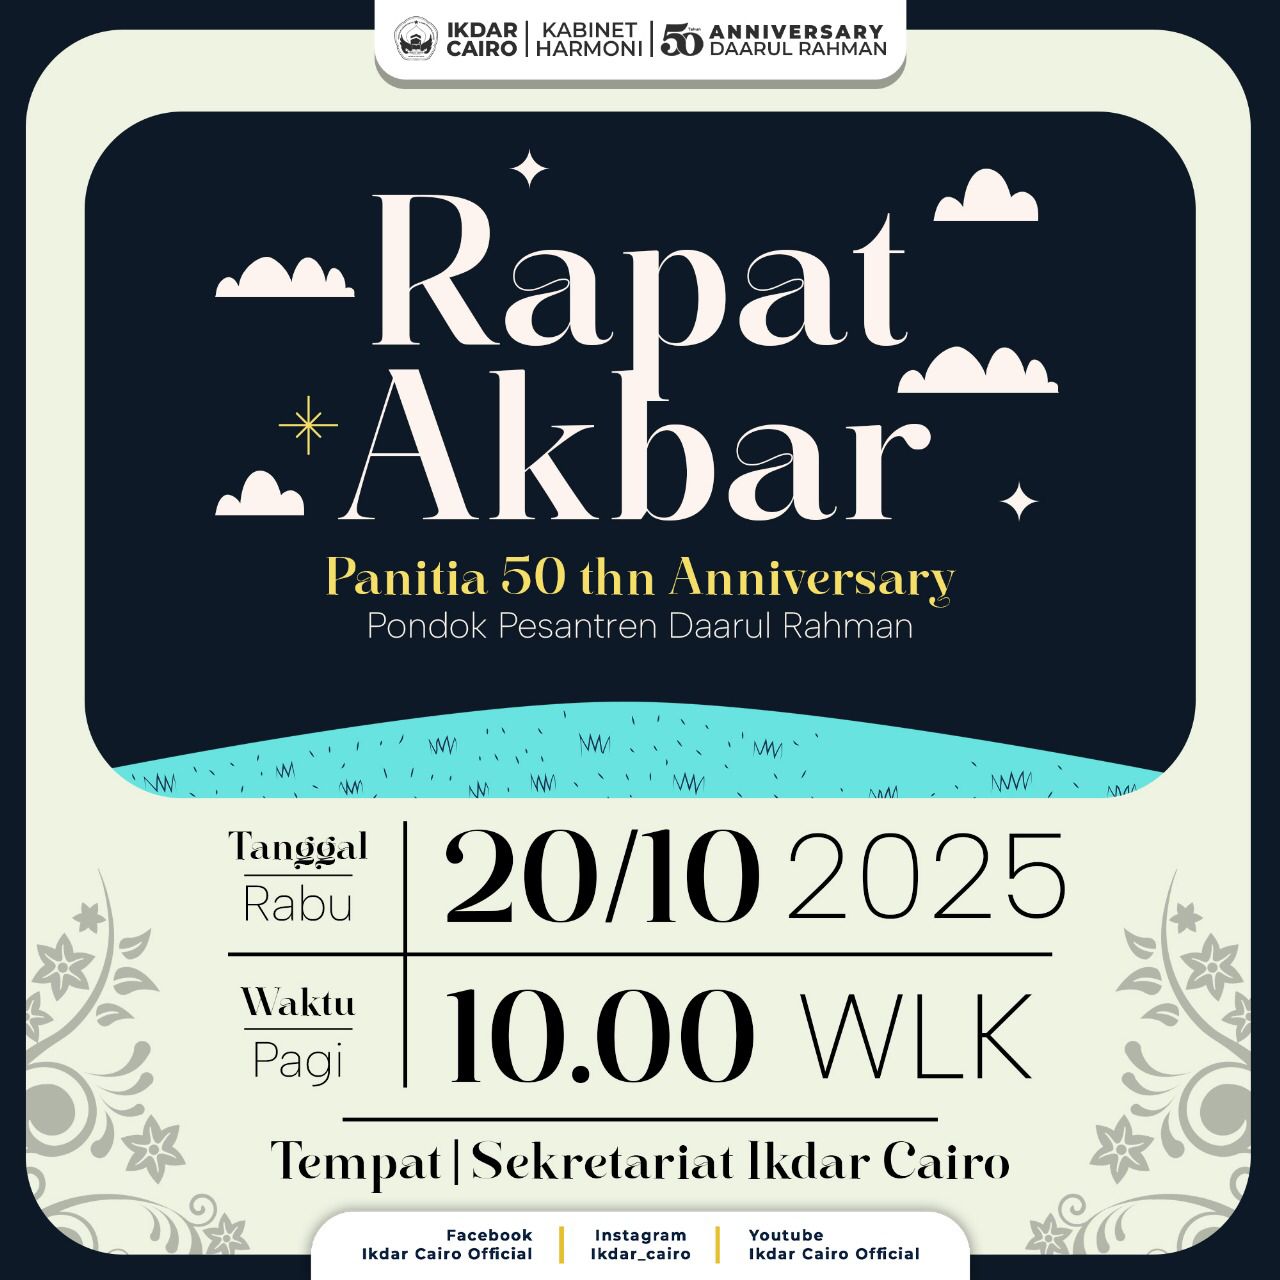 IKDAR CAIRO | KABINET HARMONI | 50 Tahun ANNIVERSARY DAARUL RAHMAN
Rapat
Akbar
Panitia 50 thn Anniversary
Pondok Pesantren Daarul Rahman
Tanggal
Rabu
20/10 2025
Waktu
Pagi
10.00 WLK
Tempat | Sekretariat Ikdar Cairo
Facebook
Ikdar Cairo Official
Instagram
Ikdar_cairo
Youtube
Ikdar Cairo Official